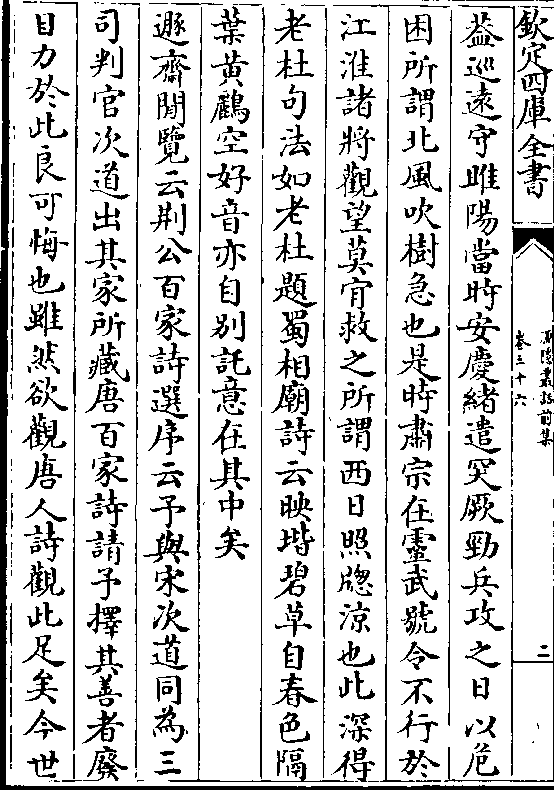 欽定四庫全書
漁隱叢話前集
卷三十六
二
葢巡遠守睢陽當時安慶緒遣突厥勁兵攻之日以危
困所謂北風吹樹急也是時肅宗在靈武號令不行於
江淮諸將觀望莫肎救之所謂西日照牕涼也此深得
老杜句法如老杜題蜀相廟詩云映堦碧草自春色隔
葉黃鸝空好音亦自别託意在其中矣
遯齋閒覽云荆公百家詩選序云予與宋次道同為三
司判官次道出其家所藏唐百家詩請予擇其善者廢
目力於此良可悔也雖然欲觀唐人詩觀此足矣今世